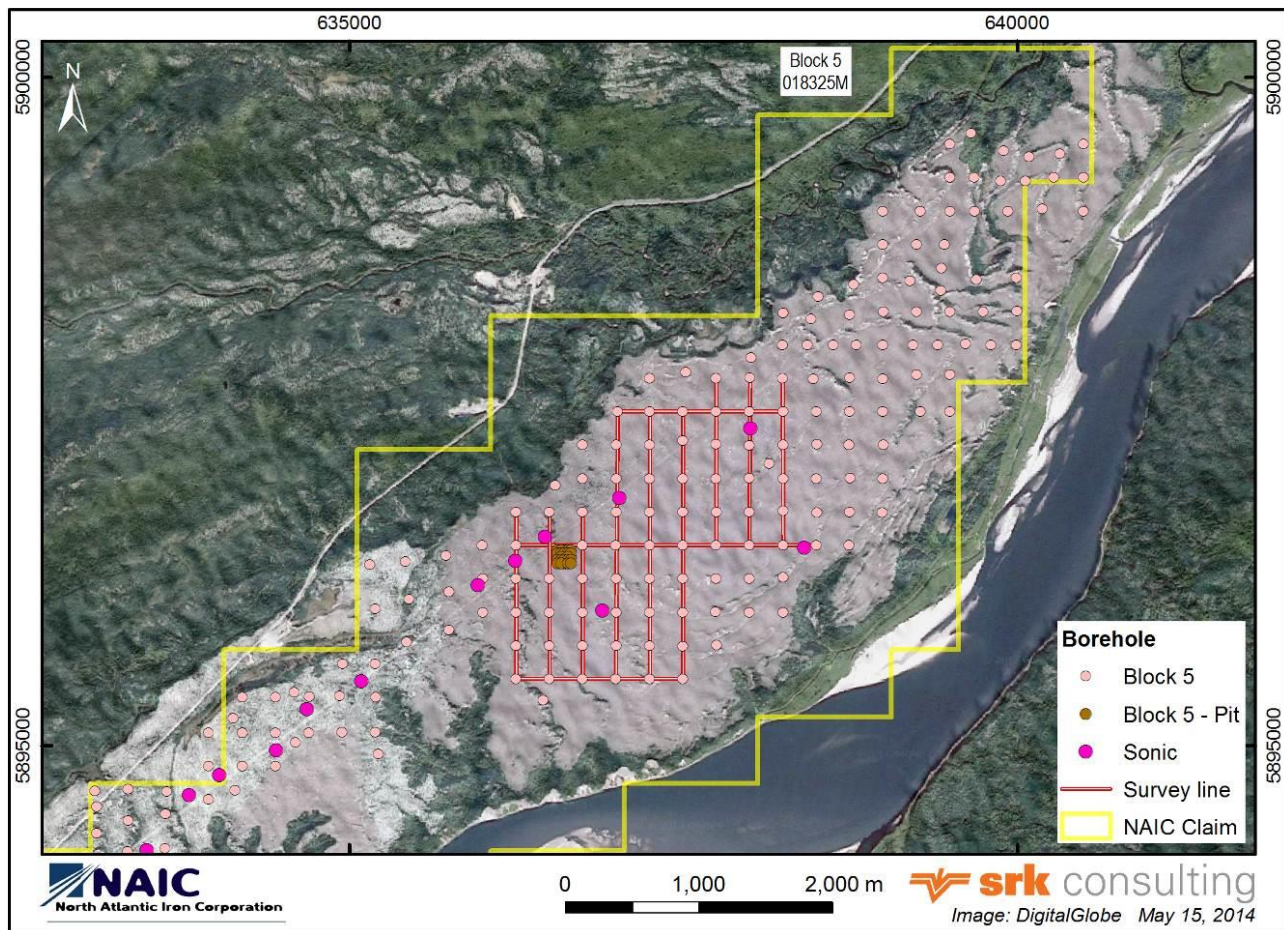 635000
640000
5900000
5900000
N
Block 5
018325M
5895000
5895000
Borehole
Block 5
Block 5 - Pit
Sonic
Survey line
NAIC Claim
NAIC
North Atlantic Iron Corporation
0 1,000 2,000 m
srk consulting
Image: DigitalGlobe May 15, 2014